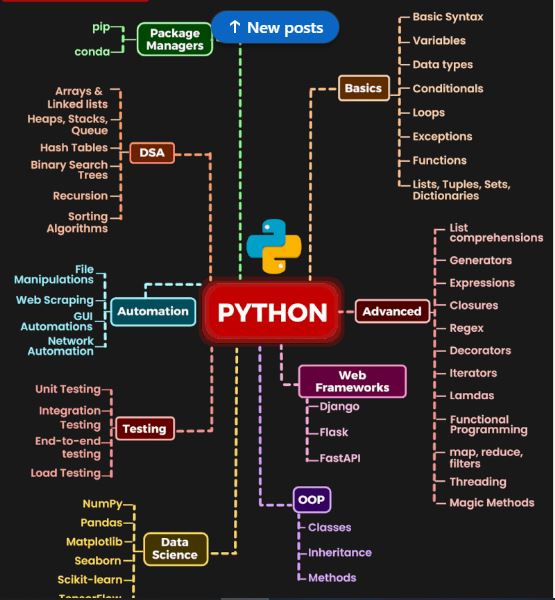 ↑ New posts
pip
conda
Package
Managers
Basics
Basic Syntax
Variables
Data types
Conditionals
Loops
Exceptions
Functions
Lists, Tuples, Sets,
Dictionaries
Arrays &
Linked lists
Heaps, Stacks,
Queue
Hash Tables
Binary Search
Trees
Recursion
Sorting
Algorithms
DSA
PYTHON
File
Manipulations
Web Scraping
GUI
Automations
Network
Automation
Automation
Advanced
List
comprehensions
Generators
Expressions
Closures
Regex
Decorators
Iterators
Lamdas
Functional
Programming
map, reduce,
filters
Threading
Magic Methods
Web
Frameworks
Django
Flask
FastAPI
Unit Testing
Integration
Testing
End-to-end
testing
Load Testing
Testing
OOP
Classes
Inheritance
Methods
NumPy
Pandas
Matplotlib
Seaborn
Scikit-learn
TensorFlow
Data
Science